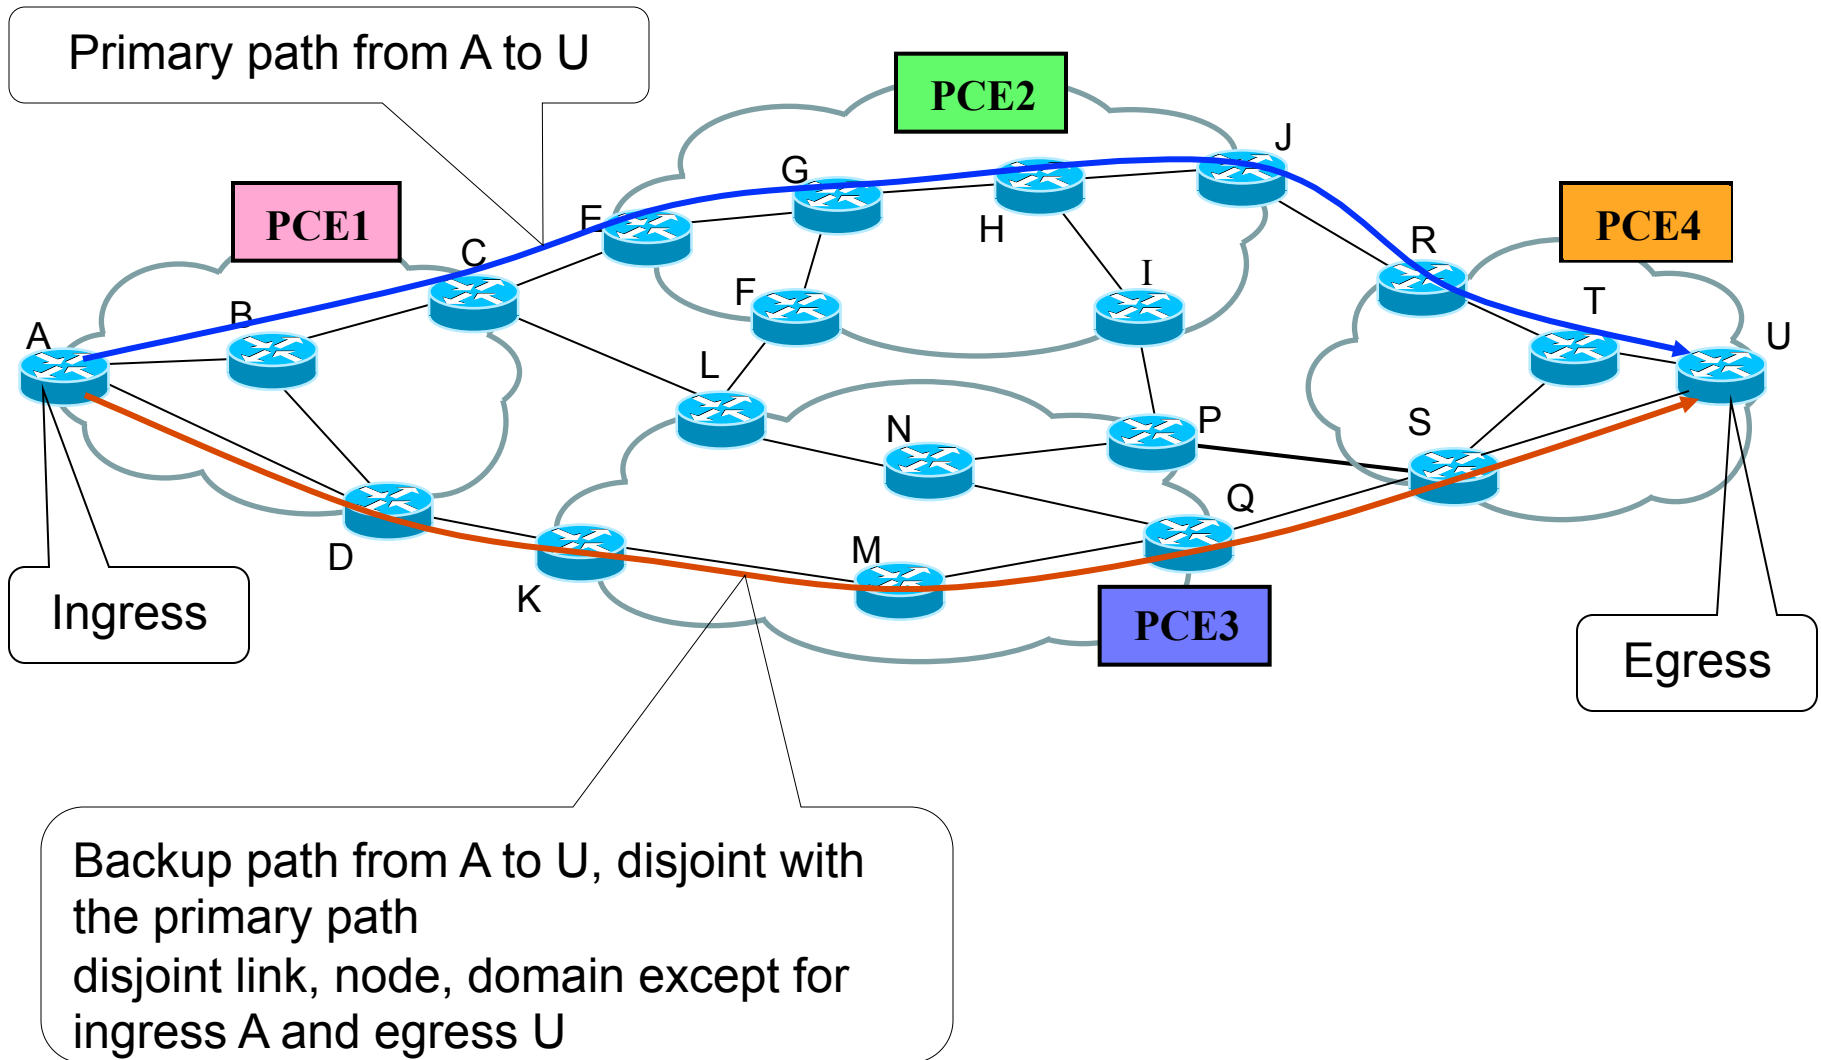 Primary path from A to U
PCE2
J
G
PCE1
E
H
PCE4
R
C
I
F
T
B
A
U
L
N
P
S
Q
M
D
K
Ingress
PCE3
Egress
Backup path from A to U, disjoint with
the primary path
disjoint link, node, domain except for
ingress A and egress U